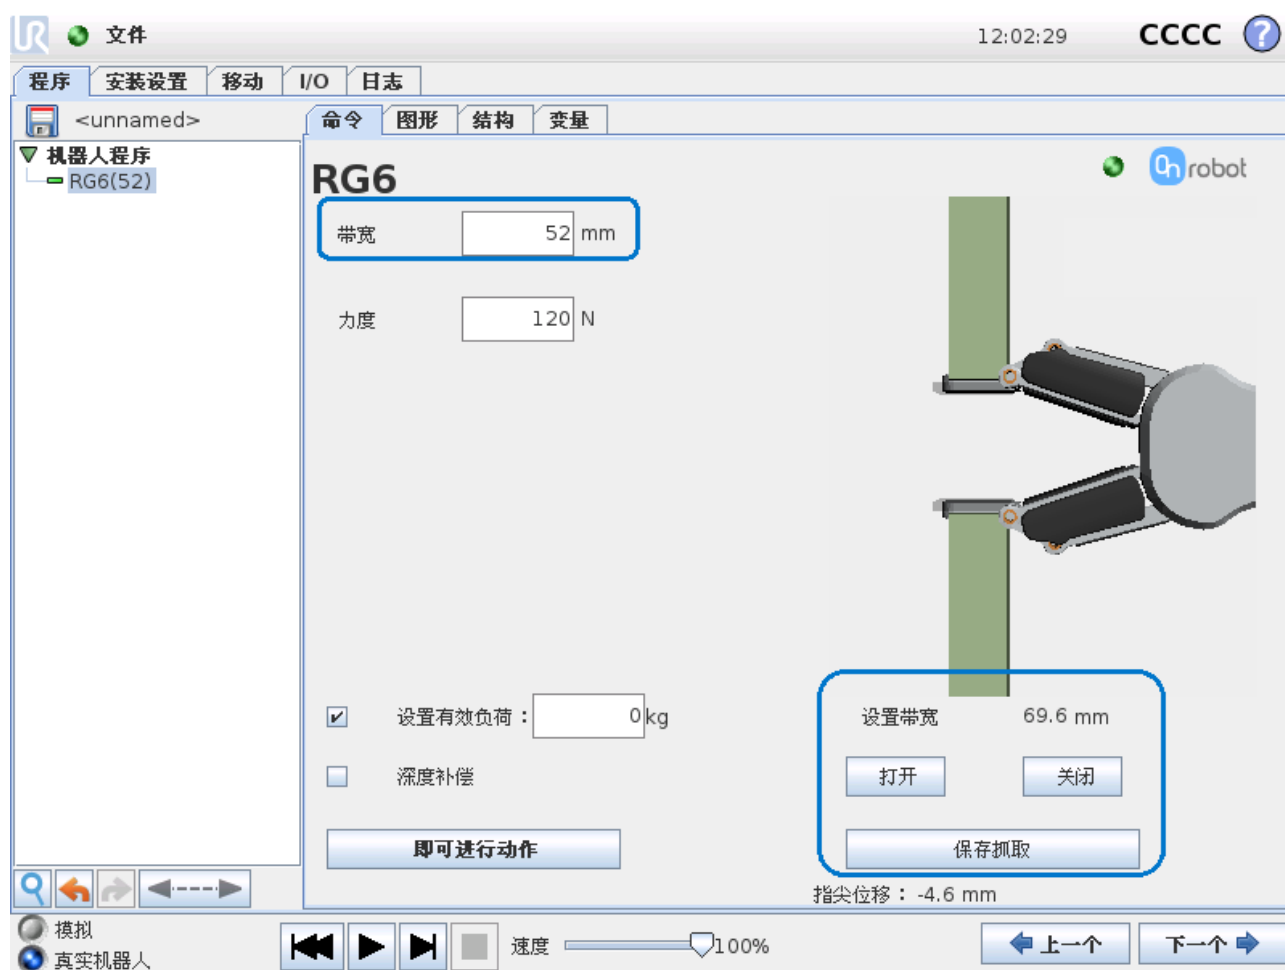 UR 文件 12:02:29 CCCC ?
程序 安装设置 移动 I/O 日志
<unnamed> 命令 图形 结构 变量
机器人程序
RG6(52)
RG6
On robot
带宽 52 mm
力度 120 N
设置有效负荷： 0 kg
设置带宽 69.6 mm
深度补偿
打开 关闭
即可进行动作
保存抓取
指尖位移： -4.6 mm
模拟
真实机器人
速度 100%
上一个 下一个